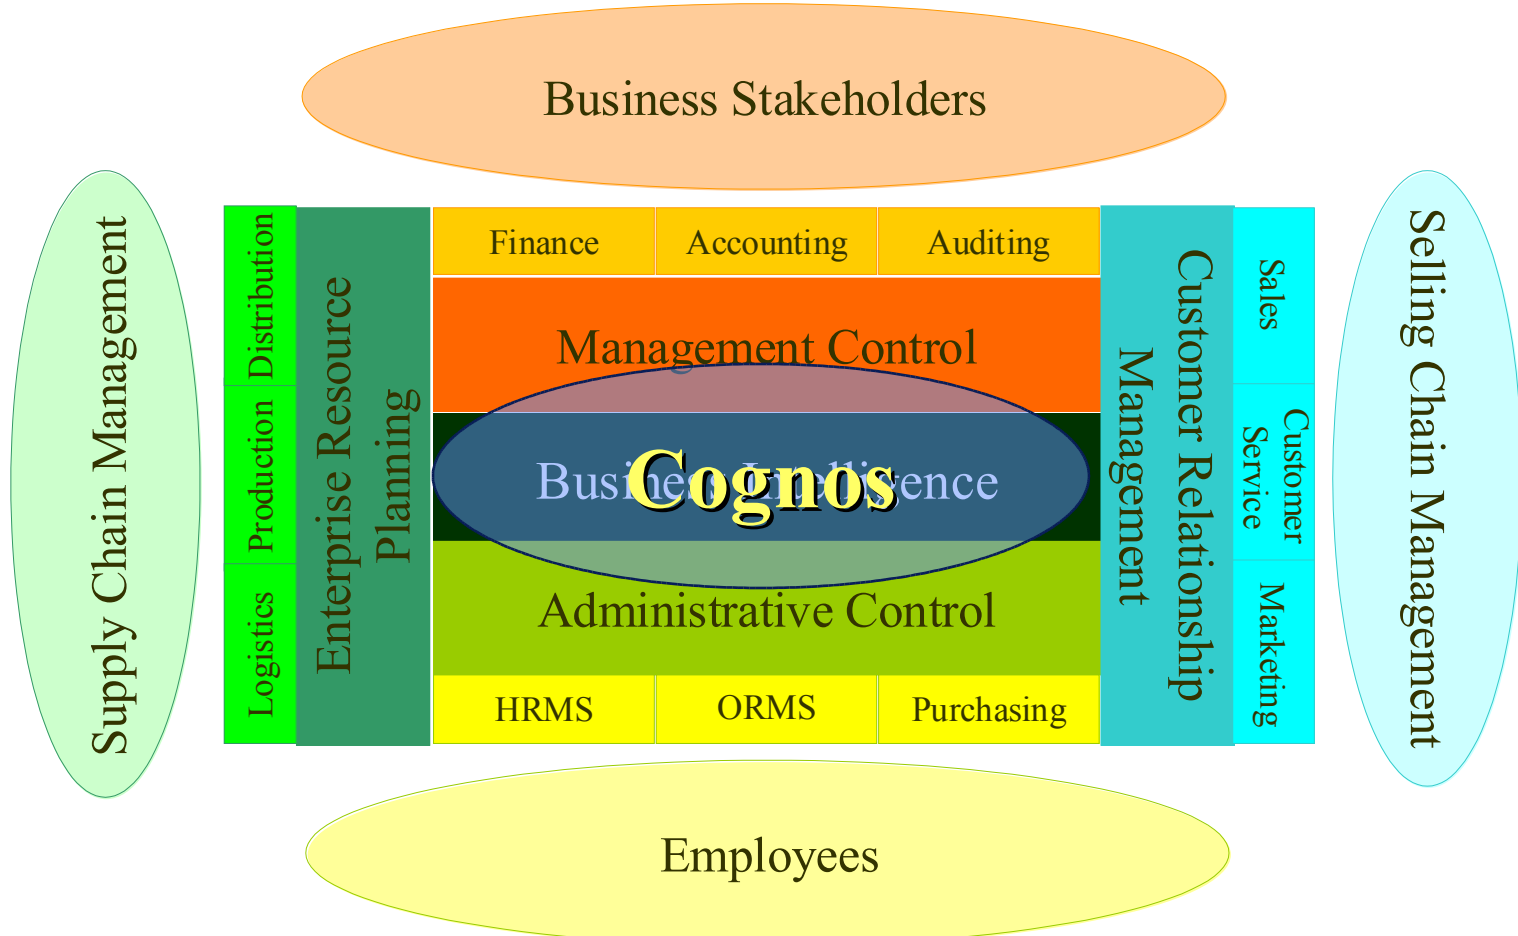 Business Stakeholders
Supply Chain Management
Distribution
Production
Logistics
Enterprise Resource
Planning
Finance
Accounting
Auditing
Management Control
Business Intelligence
Cognos
Administrative Control
HRMS
ORMS
Purchasing
Customer Relationship
Management
Sales
Customer
Service
Marketing
Selling Chain Management
Employees